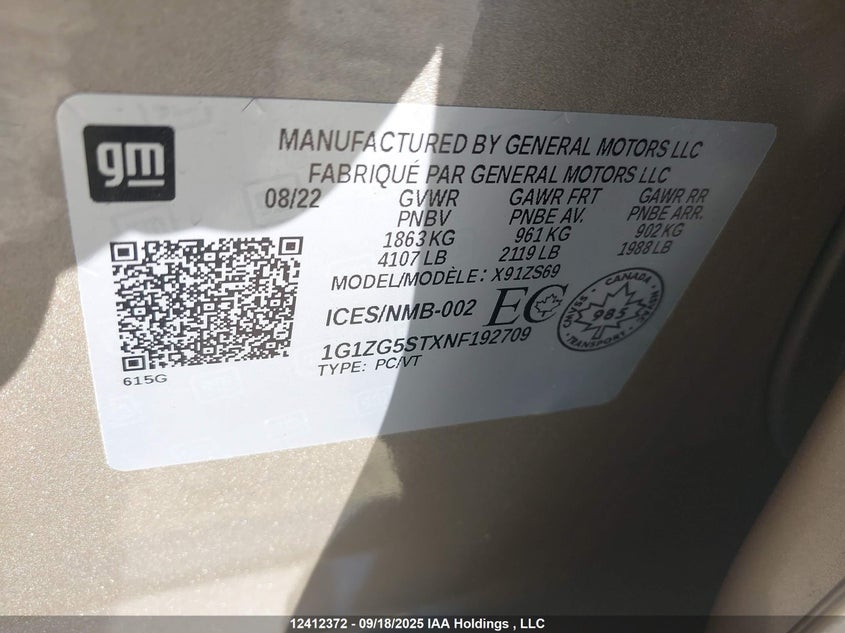 gm
MANUFACTURED BY GENERAL MOTORS LLC
FABRIQUÉ PAR GENERAL MOTORS LLC
08/22 GVWR GAWR FRT GAWR RR
PNBV PNBE AV. PNBE ARR.
1863 KG 961 KG 902 KG
4107 LB 2119 LB 1988 LB
MODEL/MODÈLE: X91ZS69
ICES/NMB-002 EC
CANADA
985
CMVSS NSVAC
TRANSPORT
1G1ZG5STXNF192709
TYPE: PC/VT
615G
12412372 - 09/18/2025 IAA Holdings , LLC